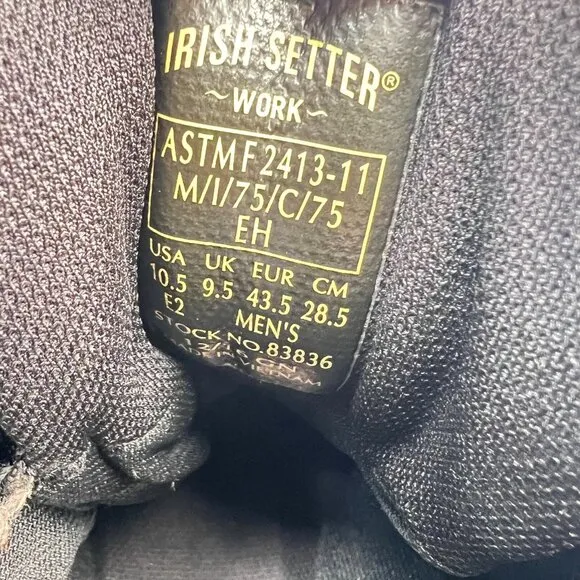 IRISH SETTER®
~WORK~
ASTM F 2413-11
M/I/75/C/75
EH
USA UK EUR CM
10.5 9.5 43.5 28.5
E2 MEN'S
STOCK NO. 83836
VIETNAM